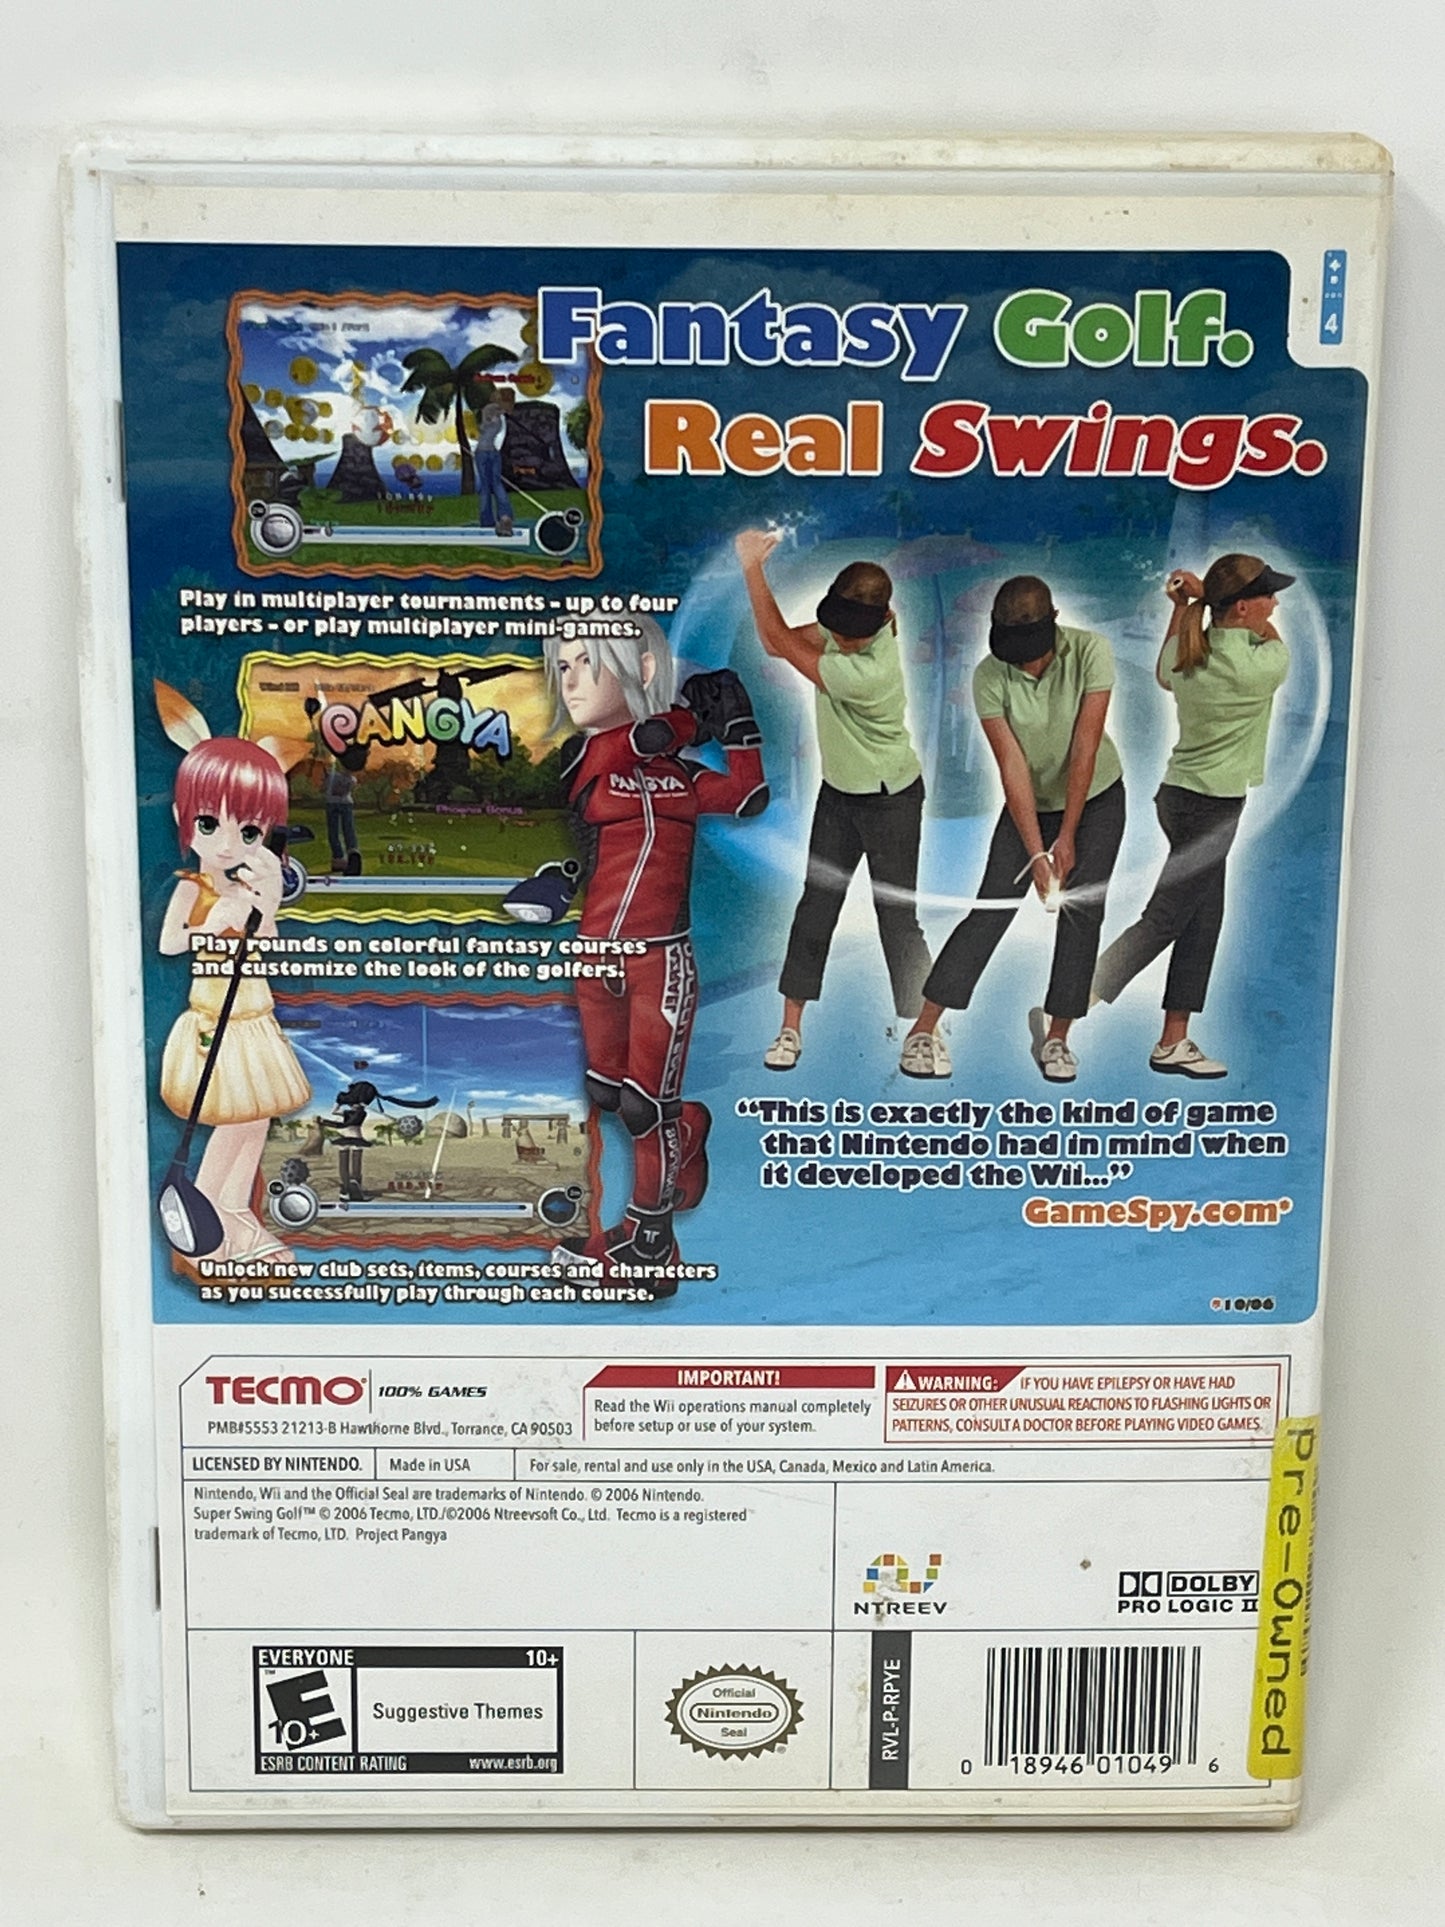 4
Fantasy Golf.
Real Swings.
Play in multiplayer tournaments - up to four
players - or play multiplayer mini-games.
PANGYA
Phoenix Bonus
PANGYA
Play rounds on colorful fantasy courses
and customize the look of the golfers.
“This is exactly the kind of game
that Nintendo had in mind when
it developed the Wii...”
GameSpy.com*
Unlock new club sets, items, courses and characters
as you successfully play through each course.
*10/06
TECMO® 100% GAMES
PMB#5553 21213-B Hawthorne Blvd., Torrance, CA 90503
IMPORTANT!
Read the Wii operations manual completely
before setup or use of your system.
WARNING: IF YOU HAVE EPILEPSY OR HAVE HAD
SEIZURES OR OTHER UNUSUAL REACTIONS TO FLASHING LIGHTS OR
PATTERNS, CONSULT A DOCTOR BEFORE PLAYING VIDEO GAMES.
LICENSED BY NINTENDO. Made in USA For sale, rental and use only in the USA, Canada, Mexico and Latin America.
Nintendo, Wii and the Official Seal are trademarks of Nintendo. © 2006 Nintendo.
Super Swing Golf™ © 2006 Tecmo, LTD./©2006 Ntreevsoft Co., Ltd. Tecmo is a registered
trademark of Tecmo, LTD. Project Pangya
NTREEV
DOLBY
PRO LOGIC II
Pre-Owned
EVERYONE 10+
E
10+
™
Suggestive Themes
ESRB CONTENT RATING www.esrb.org
Official
Nintendo
Seal
®
RVL-P-RPYE
0 18946 01049 6